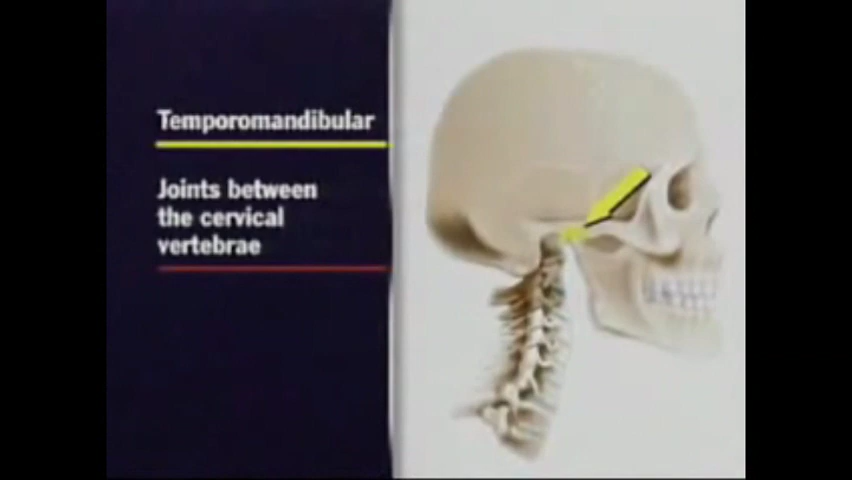 Temporomandibular
Joints between
the cervical
vertebrae